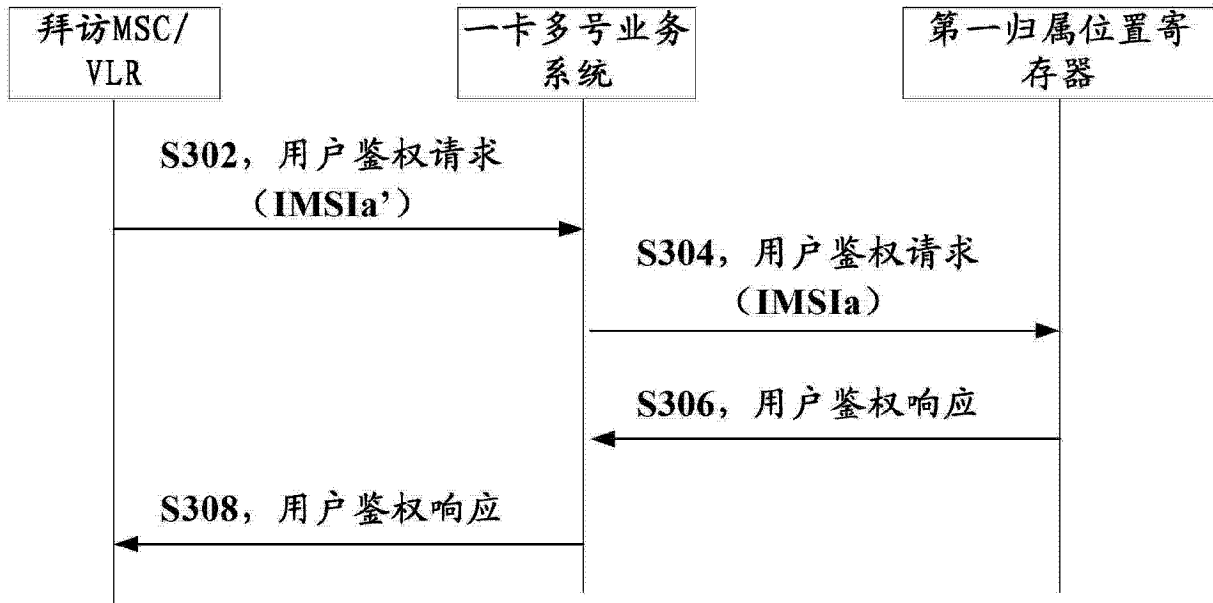 拜访MSC/
VLR
一卡多号业务
系统
第一归属位置寄
存器
S302，用户鉴权请求
（IMSIa’）
S304，用户鉴权请求
（IMSIa）
S306，用户鉴权响应
S308，用户鉴权响应